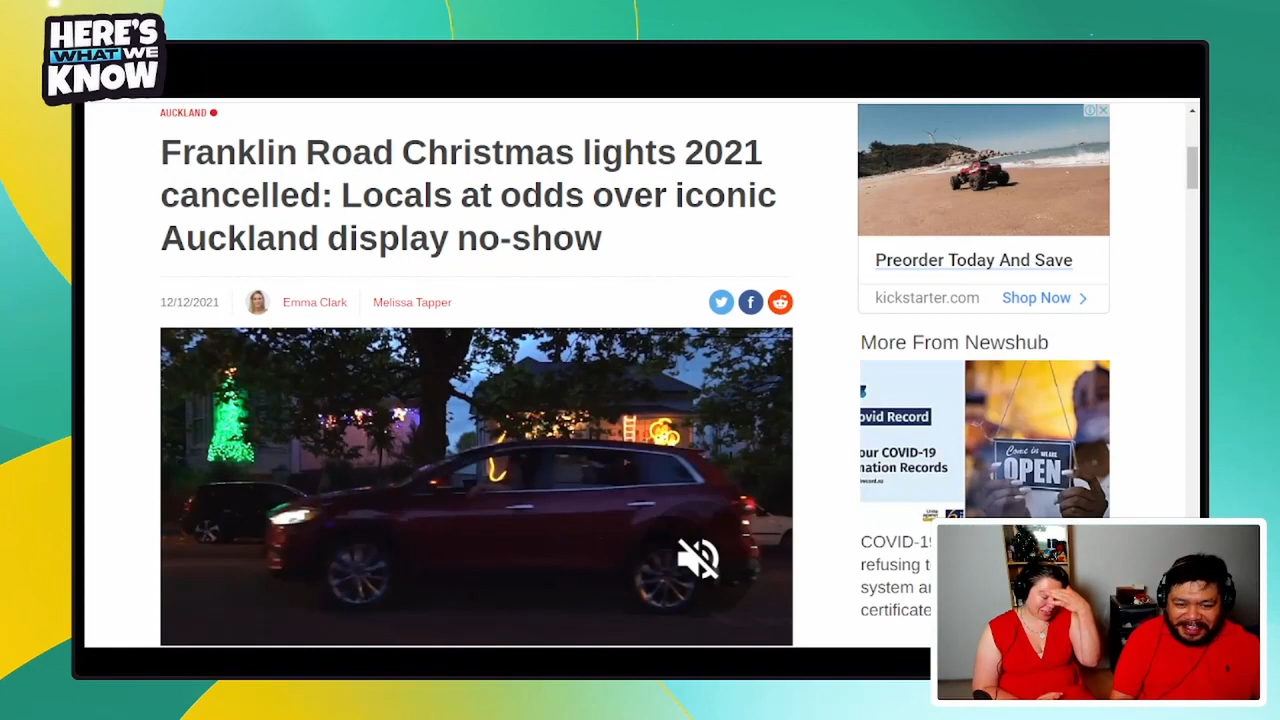 HERE'S
WHAT WE
KNOW
AUCKLAND
Franklin Road Christmas lights 2021
cancelled: Locals at odds over iconic
Auckland display no-show
12/12/2021 Emma Clark Melissa Tapper
Preorder Today And Save
kickstarter.com Shop Now
More From Newshub
ovid Record
our COVID-19
nation Records
Come in WE ARE
OPEN
COVID-19
refusing t
system a
certificate